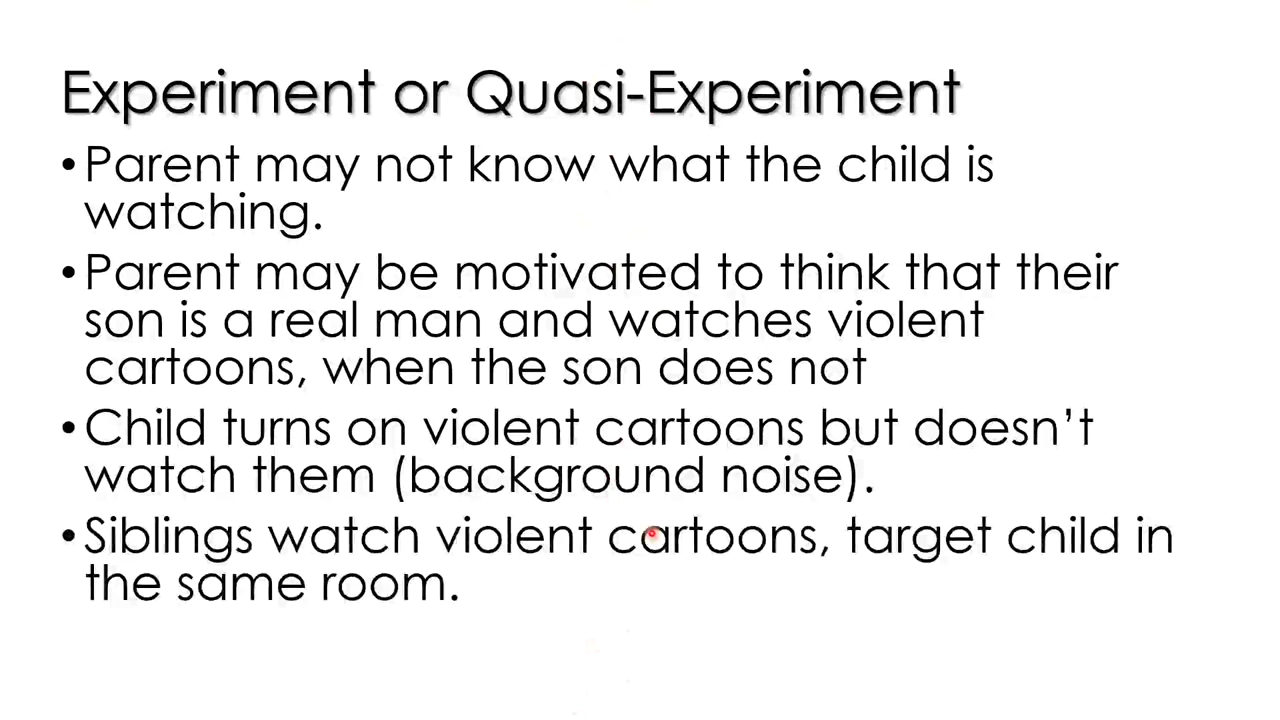 Experiment or Quasi-Experiment
•Parent may not know what the child is
watching.
•Parent may be motivated to think that their
son is a real man and watches violent
cartoons, when the son does not
•Child turns on violent cartoons but doesn’t
watch them (background noise).
•Siblings watch violent cartoons, target child in
the same room.